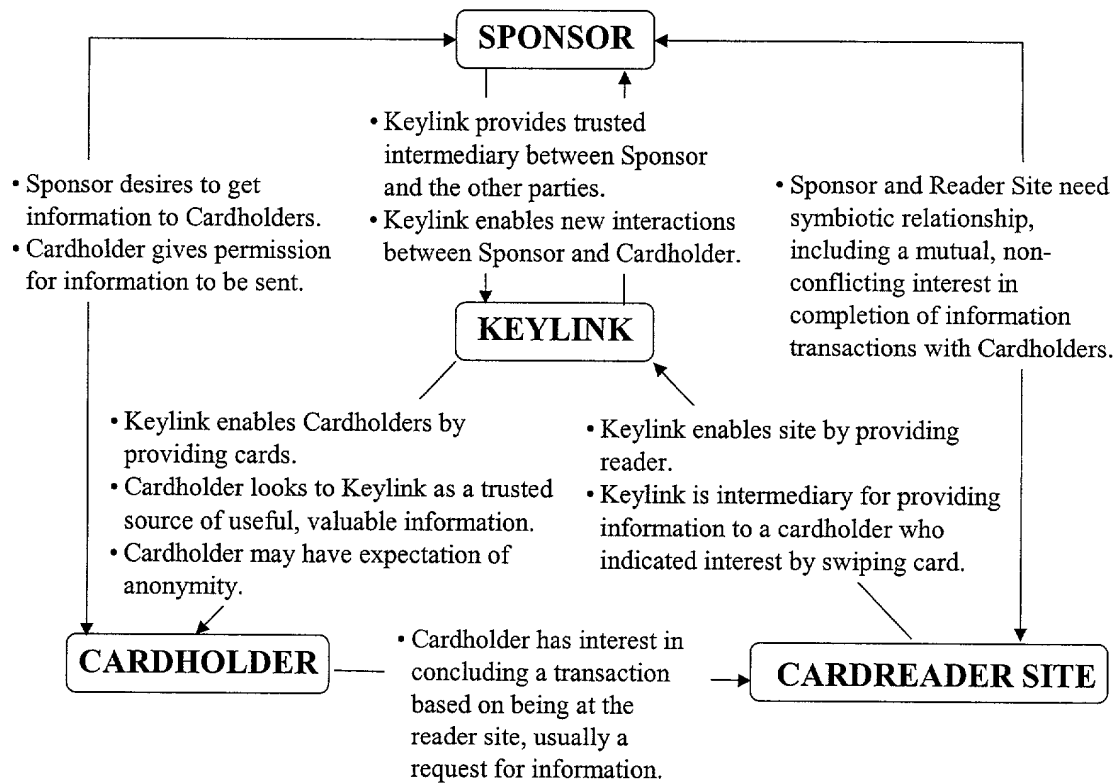 SPONSOR
• Keylink provides trusted
intermediary between Sponsor
and the other parties.
• Keylink enables new interactions
between Sponsor and Cardholder.
• Sponsor desires to get
information to Cardholders.
• Cardholder gives permission
for information to be sent.
• Sponsor and Reader Site need
symbiotic relationship,
including a mutual, non-
conflicting interest in
completion of information
transactions with Cardholders.
KEYLINK
• Keylink enables Cardholders by
providing cards.
• Cardholder looks to Keylink as a trusted
source of useful, valuable information.
• Cardholder may have expectation of
anonymity.
• Keylink enables site by providing
reader.
• Keylink is intermediary for providing
information to a cardholder who
indicated interest by swiping card.
CARDHOLDER
• Cardholder has interest in
concluding a transaction
based on being at the
reader site, usually a
request for information.
CARDREADER SITE